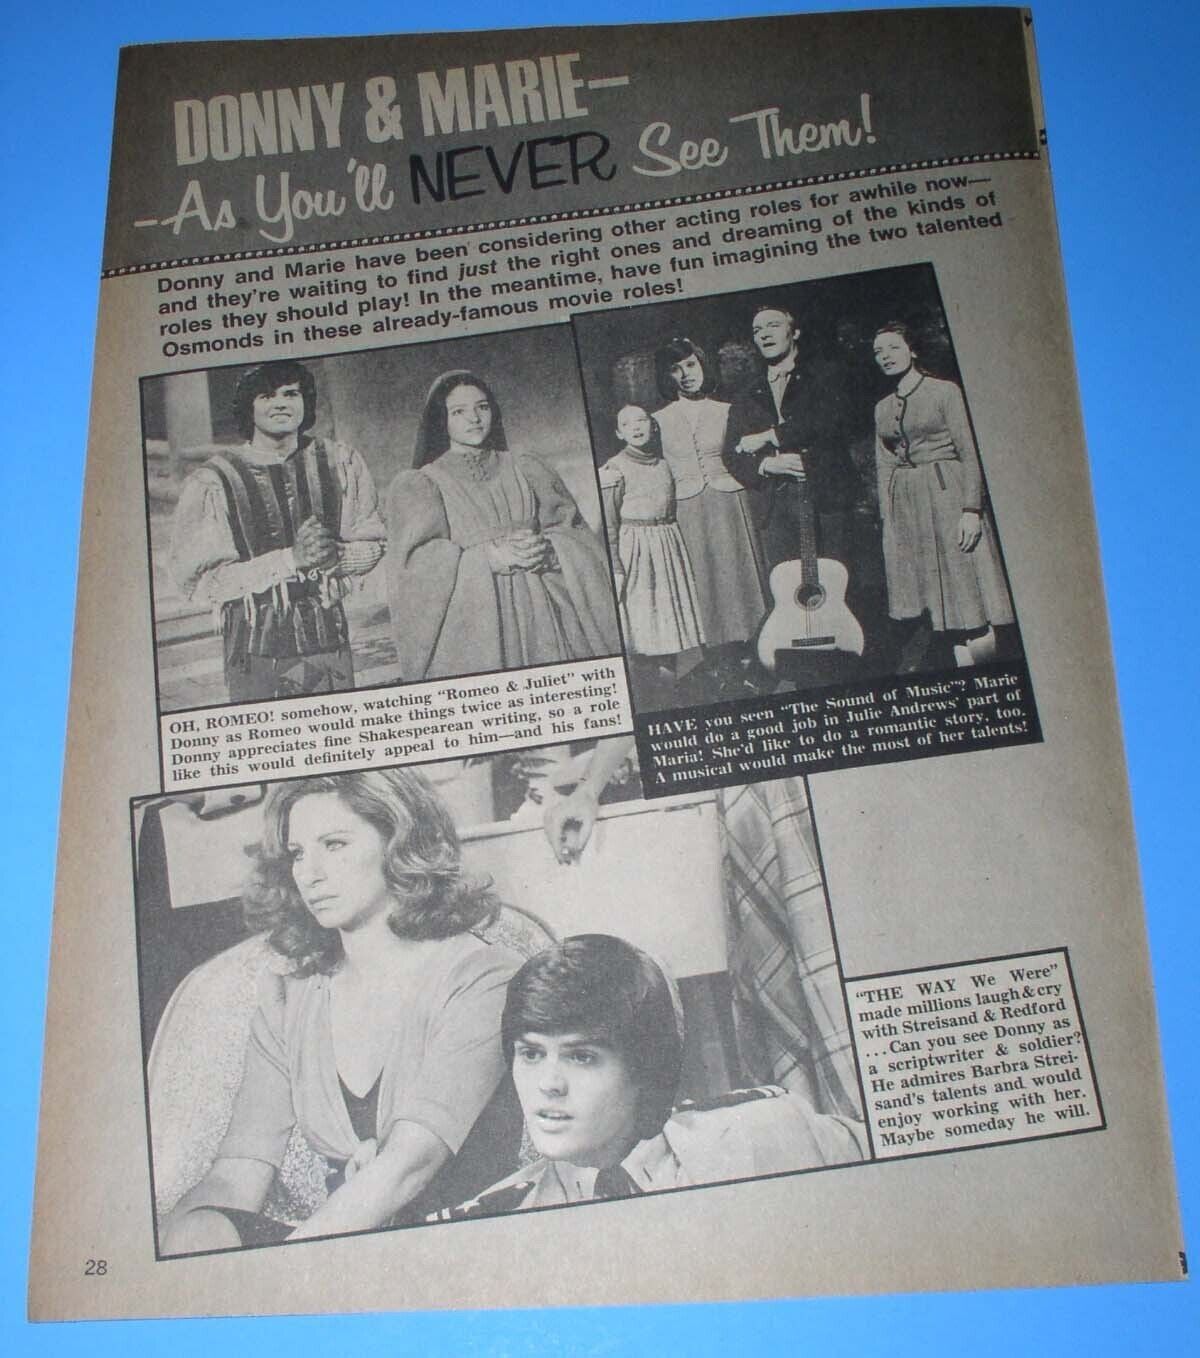 DONNY & MARIE—
-As You'll NEVER See Them!
Donny and Marie have been considering other acting roles for awhile now—
and they're waiting to find just the right ones and dreaming of the kinds of
roles they should play! In the meantime, have fun imagining the two talented
Osmonds in these already-famous movie roles!
OH, ROMEO! somehow, watching "Romeo & Juliet" with
Donny as Romeo would make things twice as interesting!
Donny appreciates fine Shakespearean writing, so a role
like this would definitely appeal to him—and his fans!
HAVE you seen "The Sound of Music"? Marie
would do a good job in Julie Andrews' part of
Maria! She'd like to do a romantic story, too.
A musical would make the most of her talents!
"THE WAY We Were"
made millions laugh & cry
with Streisand & Redford
...Can you see Donny as
a scriptwriter & soldier?
He admires Barbra Strei-
sand's talents and would
enjoy working with her.
Maybe someday he will.
28